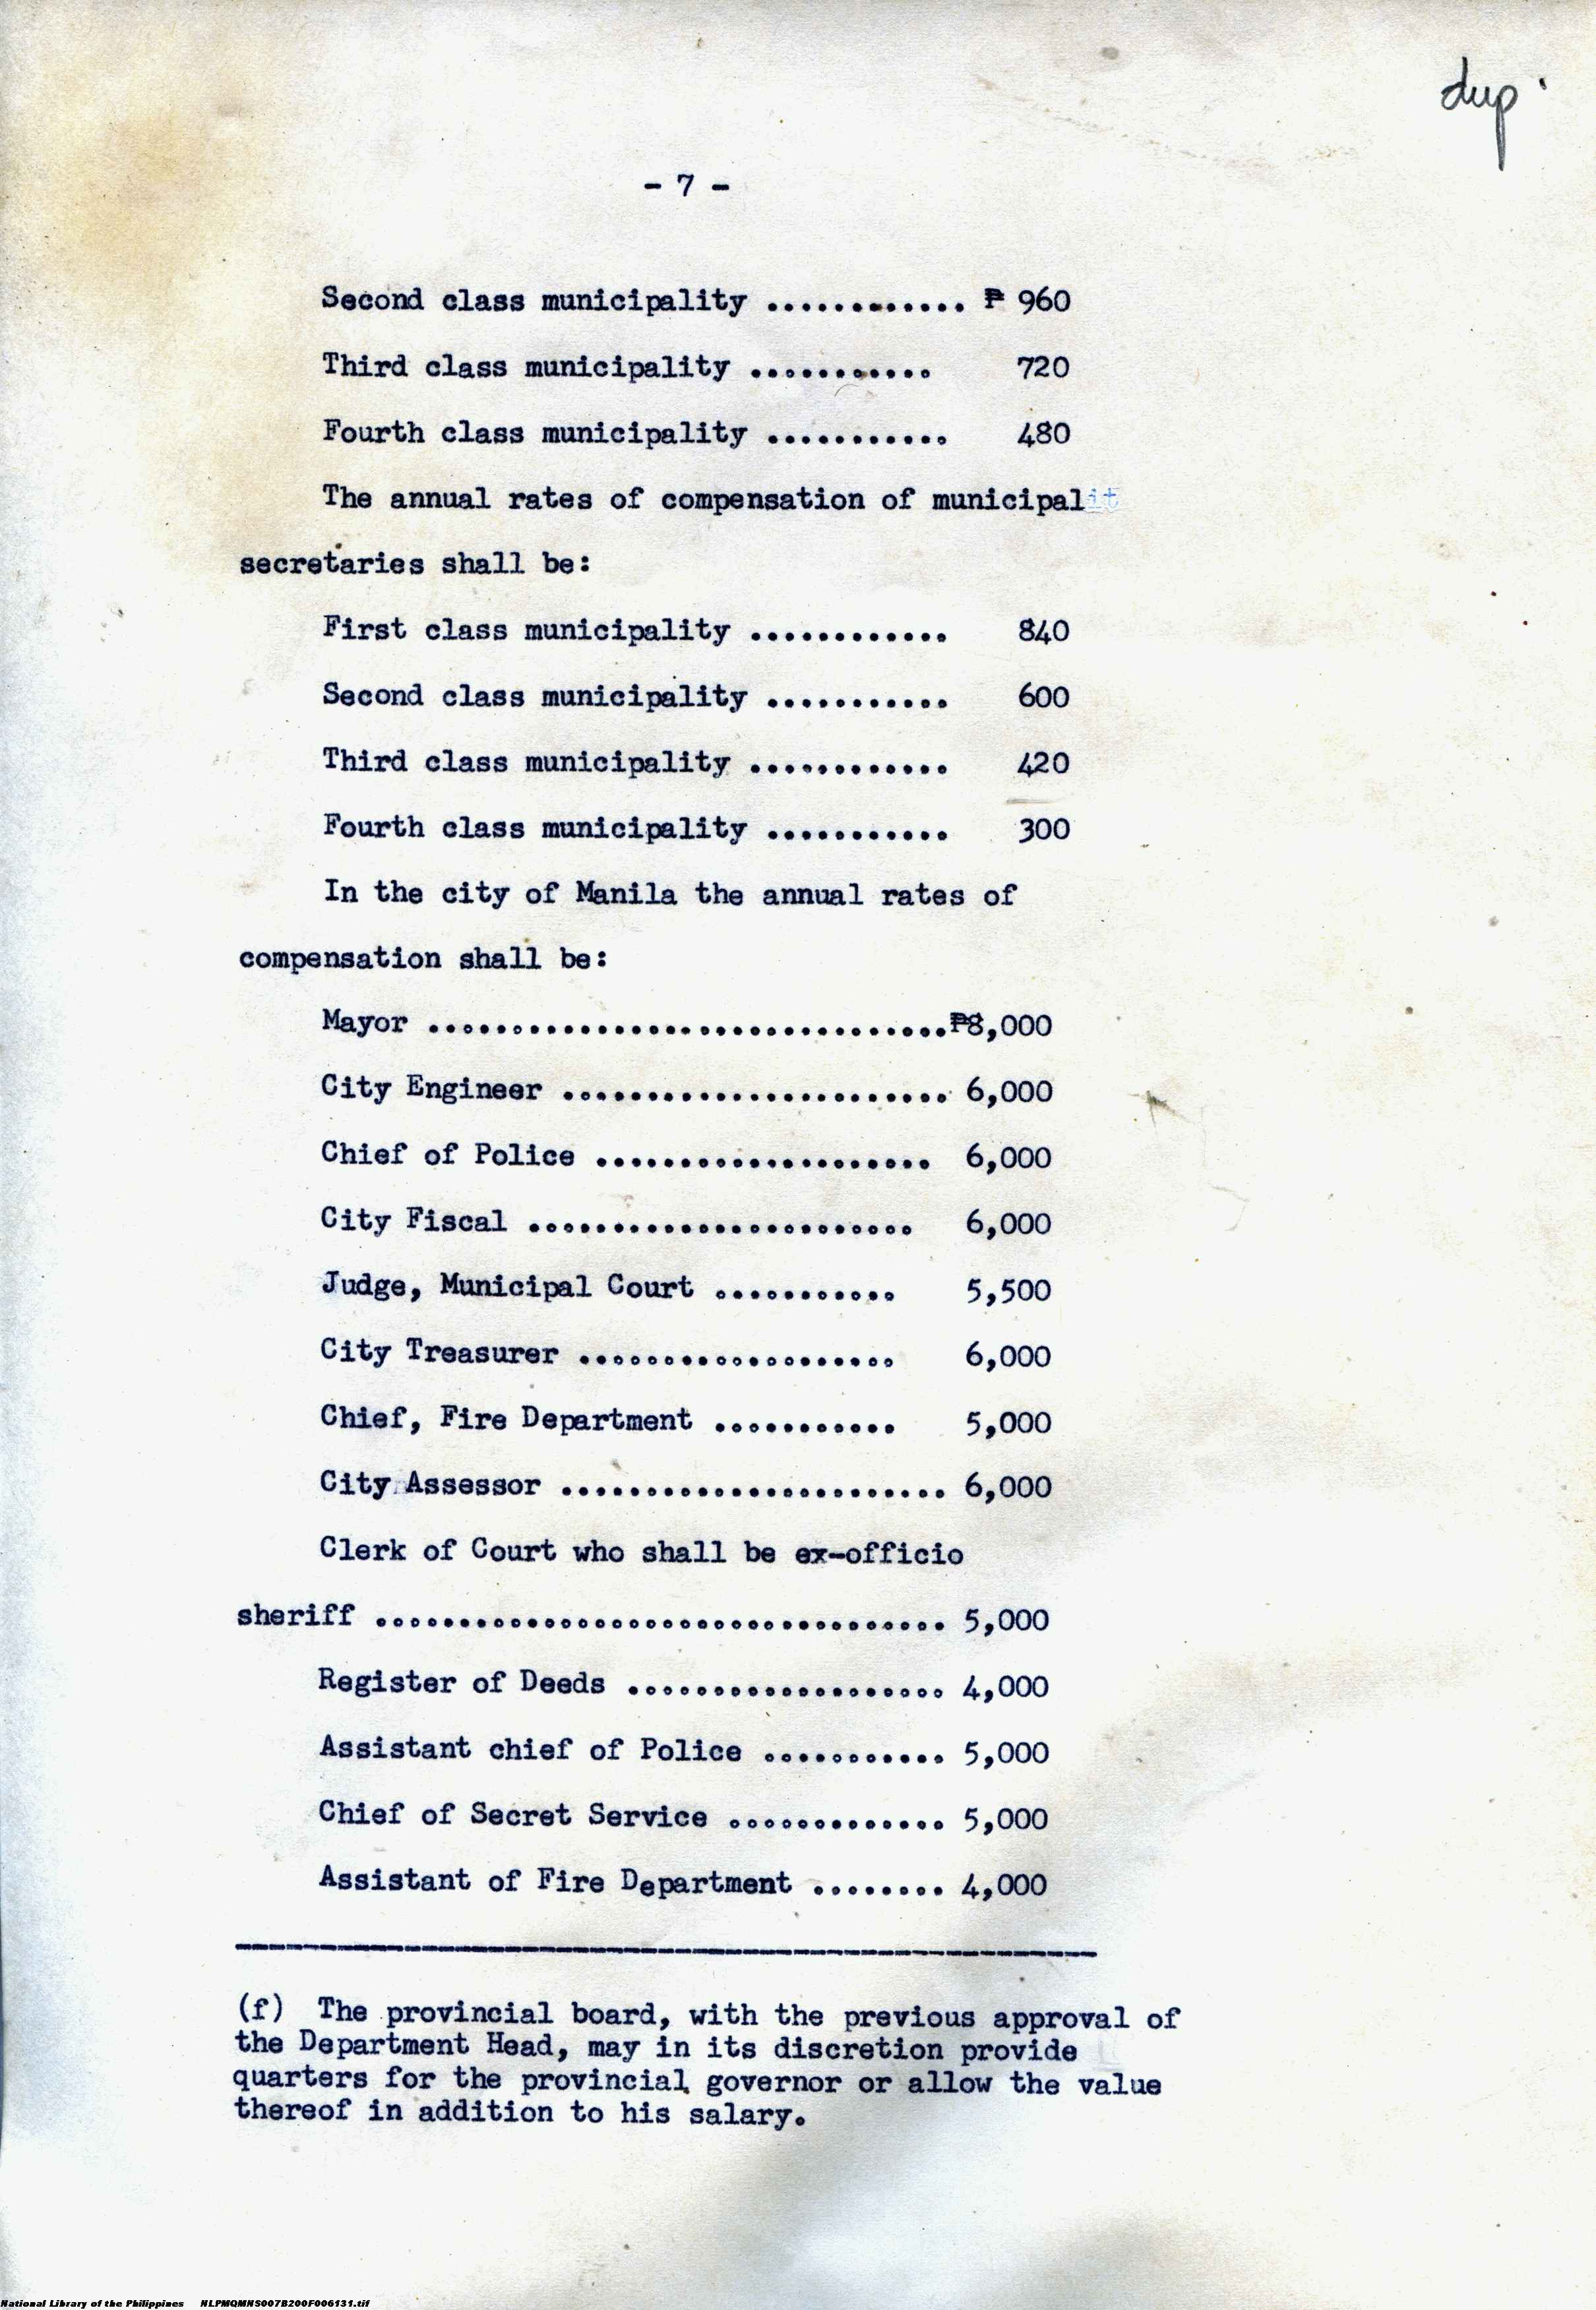 dup.
- 7 -
Second class municipality ............ ₱ 960
Third class municipality ........... 720
Fourth class municipality ........... 480
The annual rates of compensation of municipal
secretaries shall be:
First class municipality ............ 840
Second class municipality ........... 600
Third class municipality ............ 420
Fourth class municipality ........... 300
In the city of Manila the annual rates of
compensation shall be:
Mayor ...............................₱8,000
City Engineer ....................... 6,000
Chief of Police .................... 6,000
City Fiscal ....................... 6,000
Judge, Municipal Court ........... 5,500
City Treasurer ................... 6,000
Chief, Fire Department ........... 5,000
City Assessor ....................... 6,000
Clerk of Court who shall be ex-officio
sheriff .................................. 5,000
Register of Deeds ................... 4,000
Assistant chief of Police ........... 5,000
Chief of Secret Service ............. 5,000
Assistant of Fire Department ........ 4,000
(f) The provincial board, with the previous approval of
the Department Head, may in its discretion provide
quarters for the provincial governor or allow the value
thereof in addition to his salary.
National Library of the Philippines NLPMQMNS007B200F006131.tif